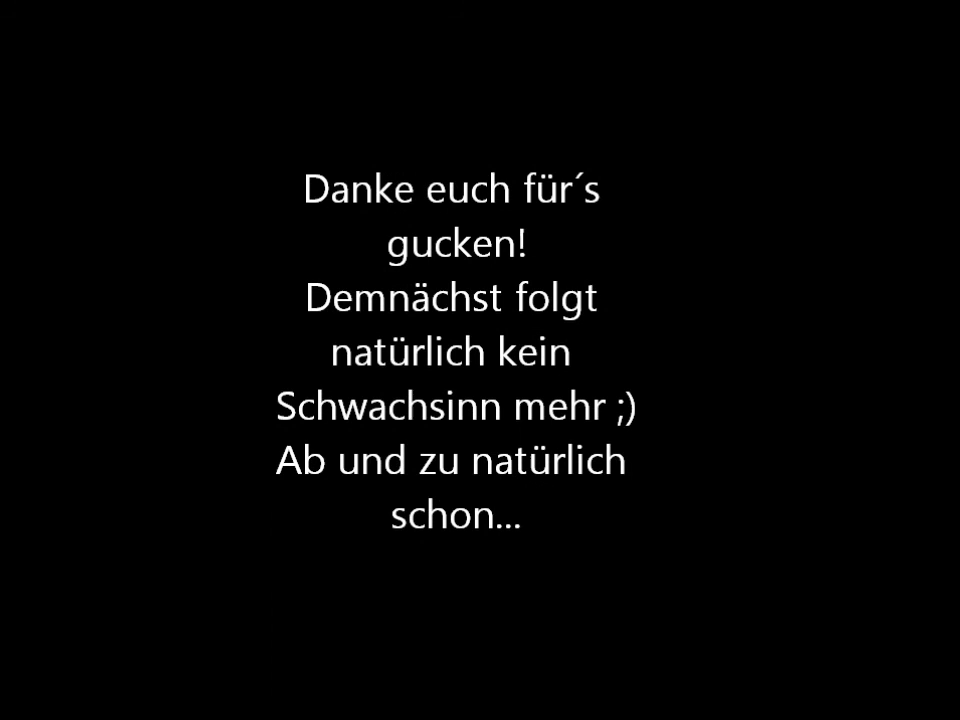 Danke euch für´s
gucken!
Demnächst folgt
natürlich kein
Schwachsinn mehr ;)
Ab und zu natürlich
schon...